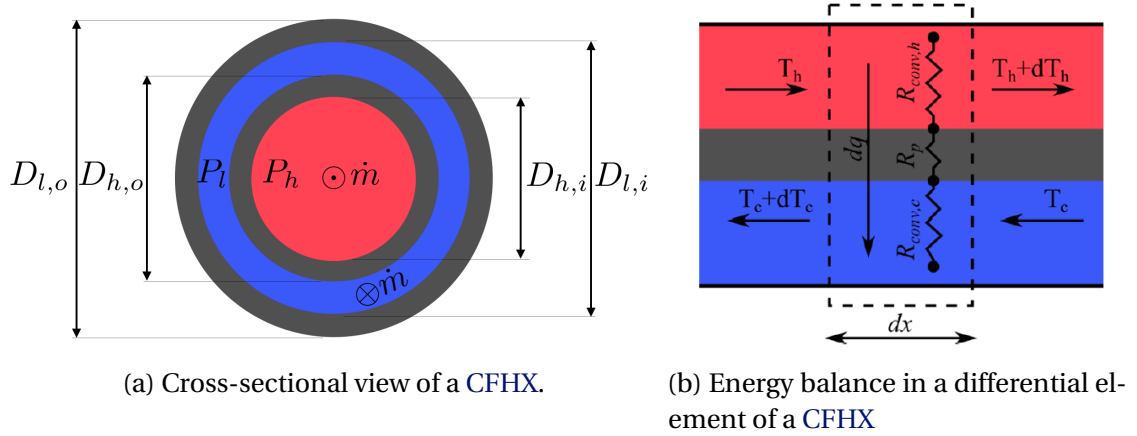 D_{l,o} D_{h,o} P_l P_h ṁ D_{h,i} D_{l,i}
ṁ
(a) Cross-sectional view of a CFHX.
T_h T_h+dT_h
R_{conv,h}
dq
R_p
T_c+dT_c T_c
R_{conv,c}
dx
(b) Energy balance in a differential el-
ement of a CFHX